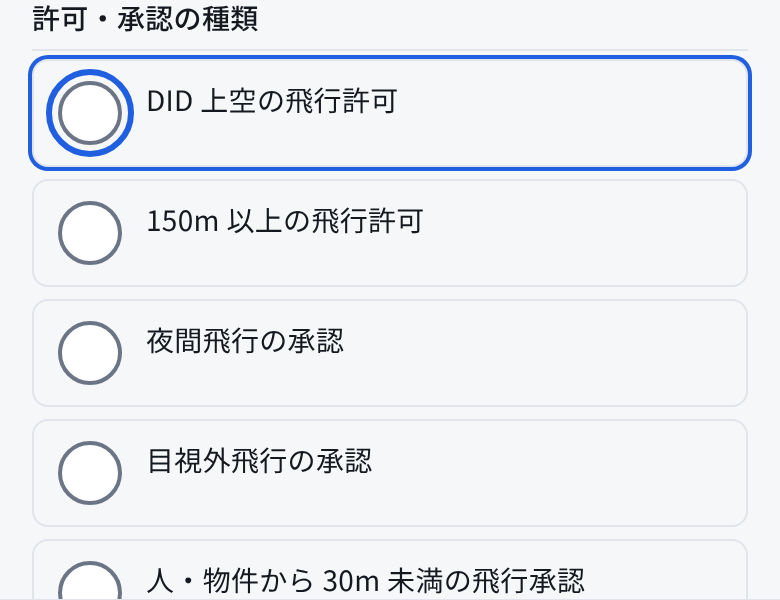 許可・承認の種類
DID 上空の飛行許可
150m 以上の飛行許可
夜間飛行の承認
目視外飛行の承認
人・物件から 30m 未満の飛行承認